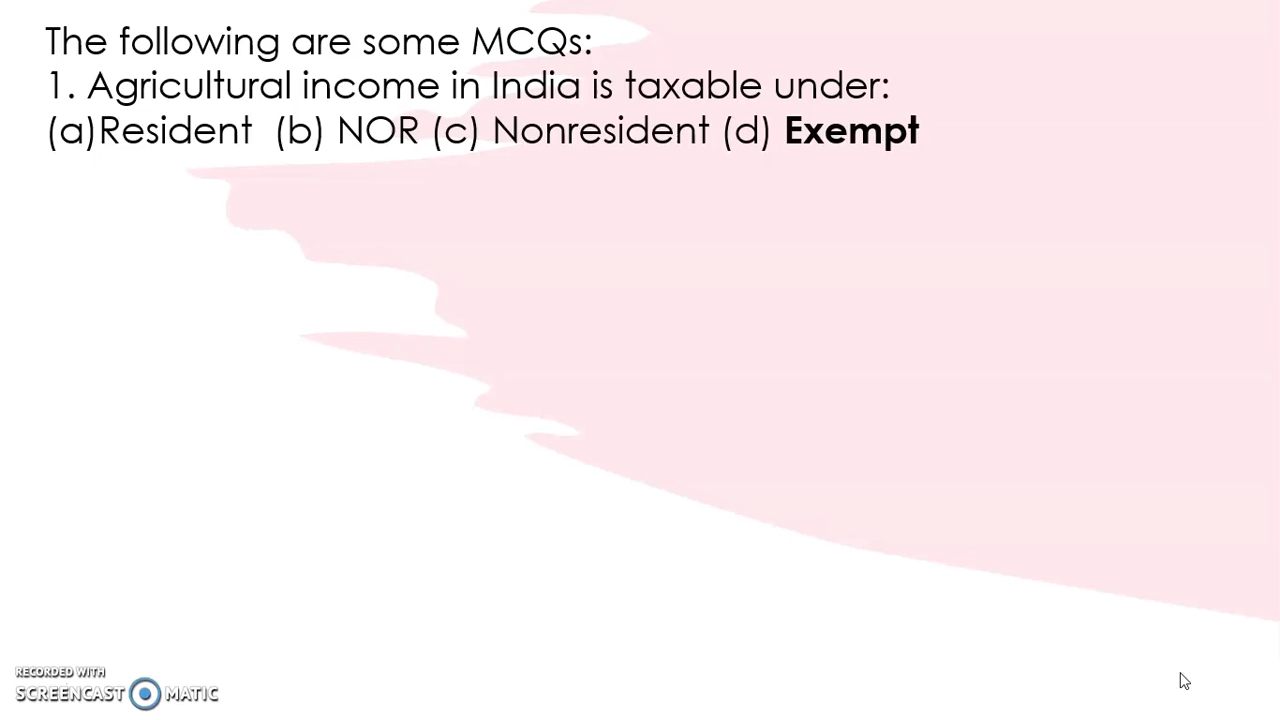 The following are some MCQs:
1. Agricultural income in India is taxable under:
(a)Resident (b) NOR (c) Nonresident (d) Exempt
RECORDED WITH
SCREENCAST MATIC